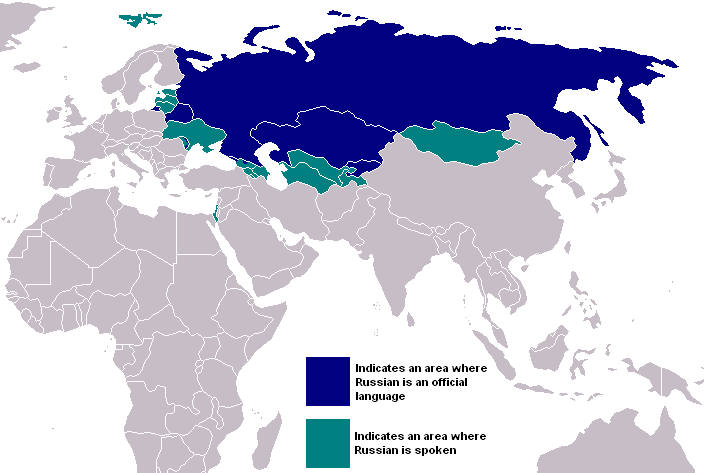 Indicates an area where
Russian is an official
language
Indicates an area where
Russian is spoken